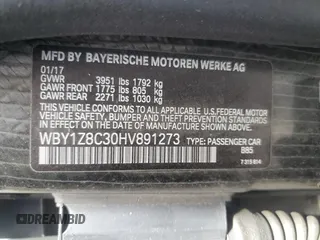 MFD BY BAYERISCHE MOTOREN WERKE AG
01/17
GVWR 3951 lbs 1792 kg
GAWR FRONT 1775 lbs 805 kg
GAWR REAR 2271 lbs 1030 kg
THIS VEHICLE CONFORMS TO ALL APPLICABLE U.S.
FEDERAL MOTOR VEHICLE SAFETY, BUMPER, AND
THEFT PREVENTION STANDARDS IN EFFECT ON THE
DATE OF MANUFACTURE SHOWN ABOVE.
WBY1Z8C30HV891273 TYPE: PASSENGER CAR
B85
BIDFAX.INFO